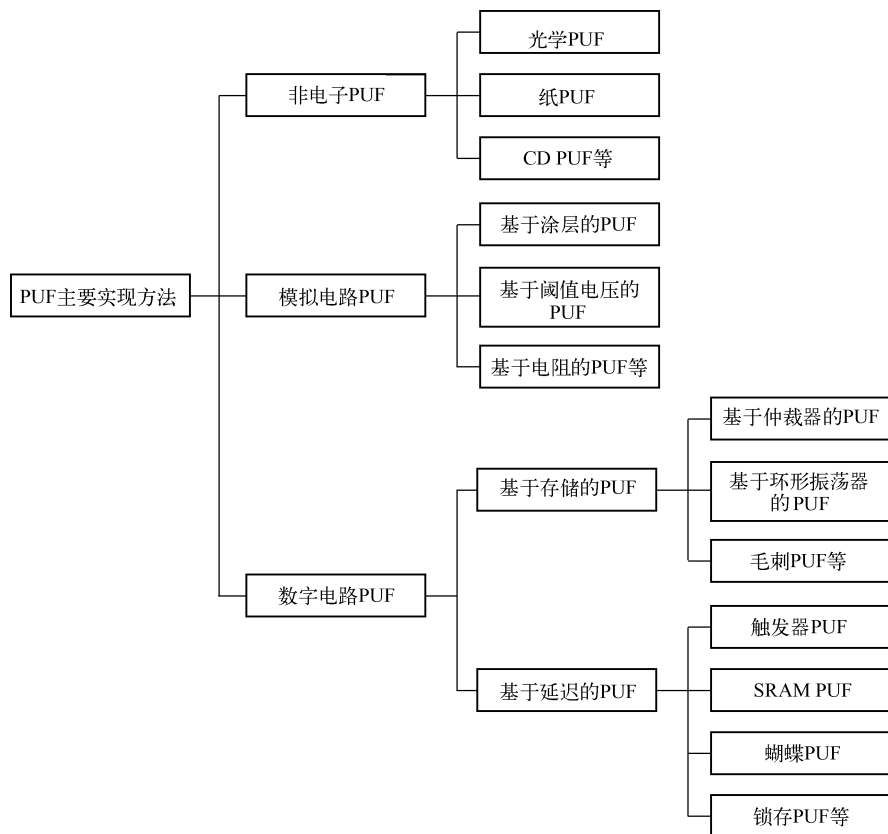 光学PUF
非电子PUF
纸PUF
CD PUF等
基于涂层的PUF
PUF主要实现方法
模拟电路PUF
基于阈值电压的
PUF
基于电阻的PUF等
基于仲裁器的PUF
基于存储的PUF
基于环形振荡器
的PUF
毛刺PUF等
数字电路PUF
触发器PUF
基于延迟的PUF
SRAM PUF
蝴蝶PUF
锁存PUF等